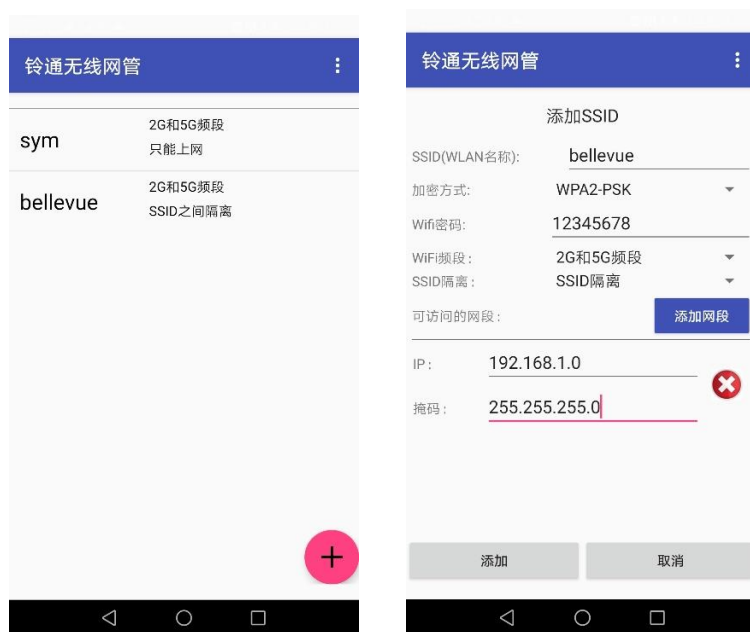 铃通无线网管
sym
2G和5G频段
只能上网
bellevue
2G和5G频段
SSID之间隔离
铃通无线网管
添加SSID
SSID(WLAN名称): bellevue
加密方式: WPA2-PSK
Wifi密码: 12345678
WiFi频段: 2G和5G频段
SSID隔离: SSID隔离
可访问的网段: 添加网段
IP: 192.168.1.0
掩码: 255.255.255.0
添加 取消